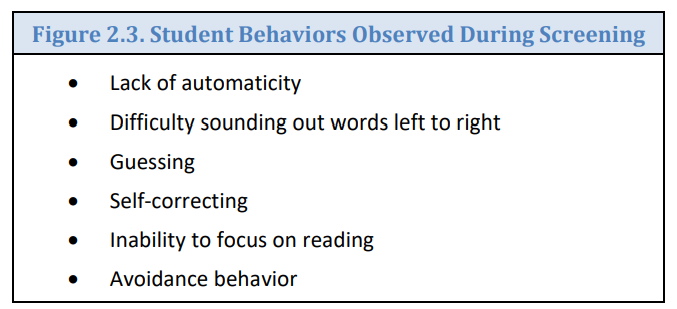 Figure 2.3. Student Behaviors Observed During Screening
• Lack of automaticity
• Difficulty sounding out words left to right
• Guessing
• Self-correcting
• Inability to focus on reading
• Avoidance behavior